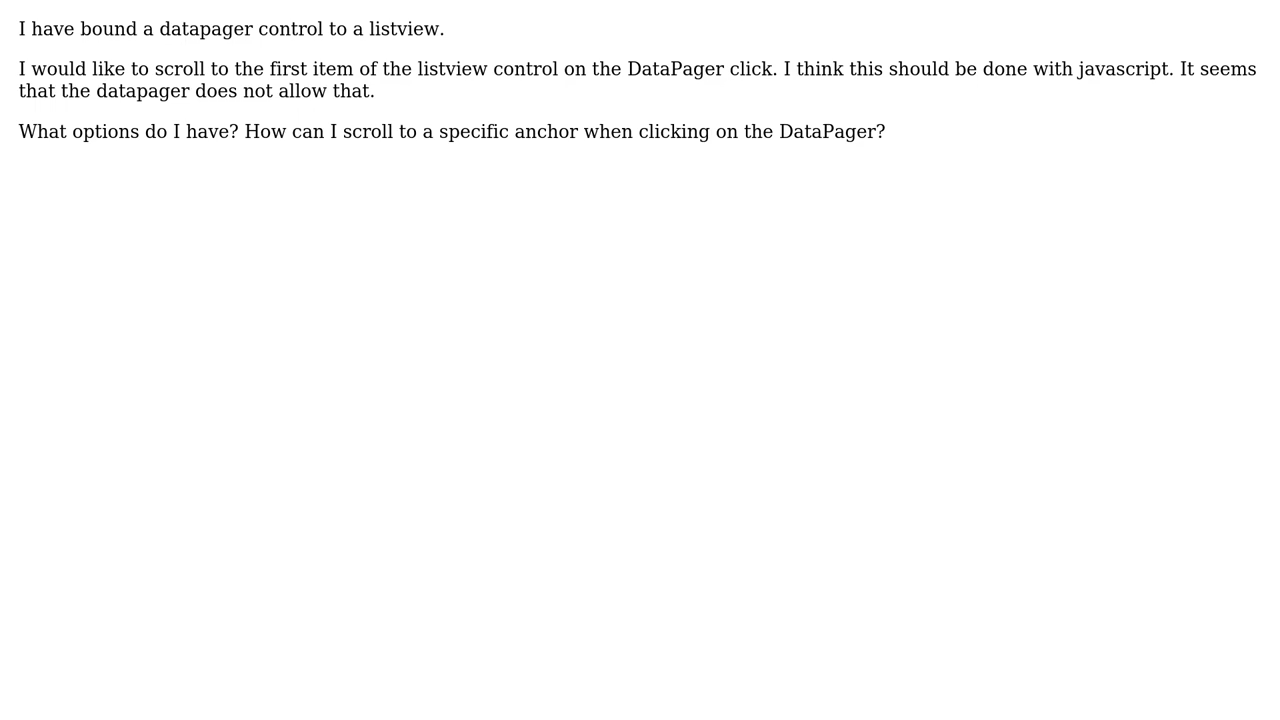 I have bound a datapager control to a listview.
I would like to scroll to the first item of the listview control on the DataPager click. I think this should be done with javascript. It seems
that the datapager does not allow that.
What options do I have? How can I scroll to a specific anchor when clicking on the DataPager?